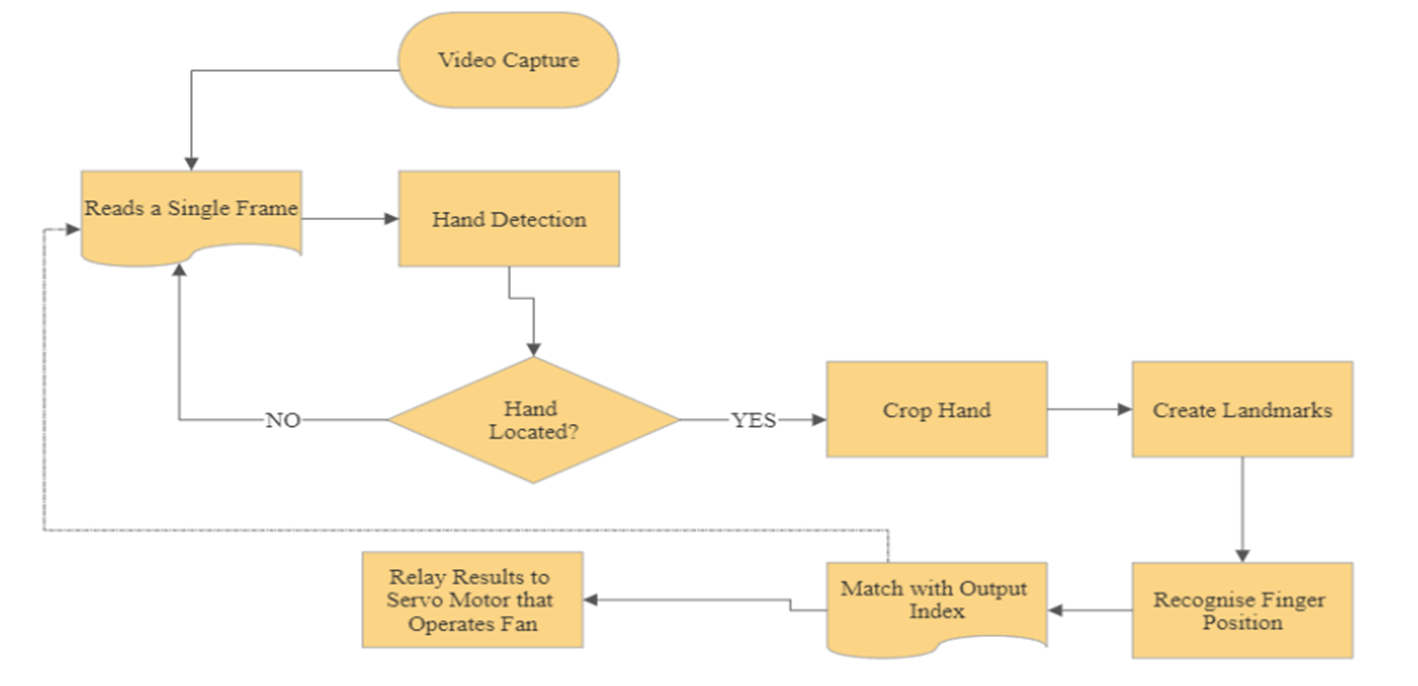 Video Capture
Reads a Single Frame
Hand Detection
Hand
Located?
NO
YES
Crop Hand
Create Landmarks
Recognise Finger
Position
Match with Output
Index
Relay Results to
Servo Motor that
Operates Fan